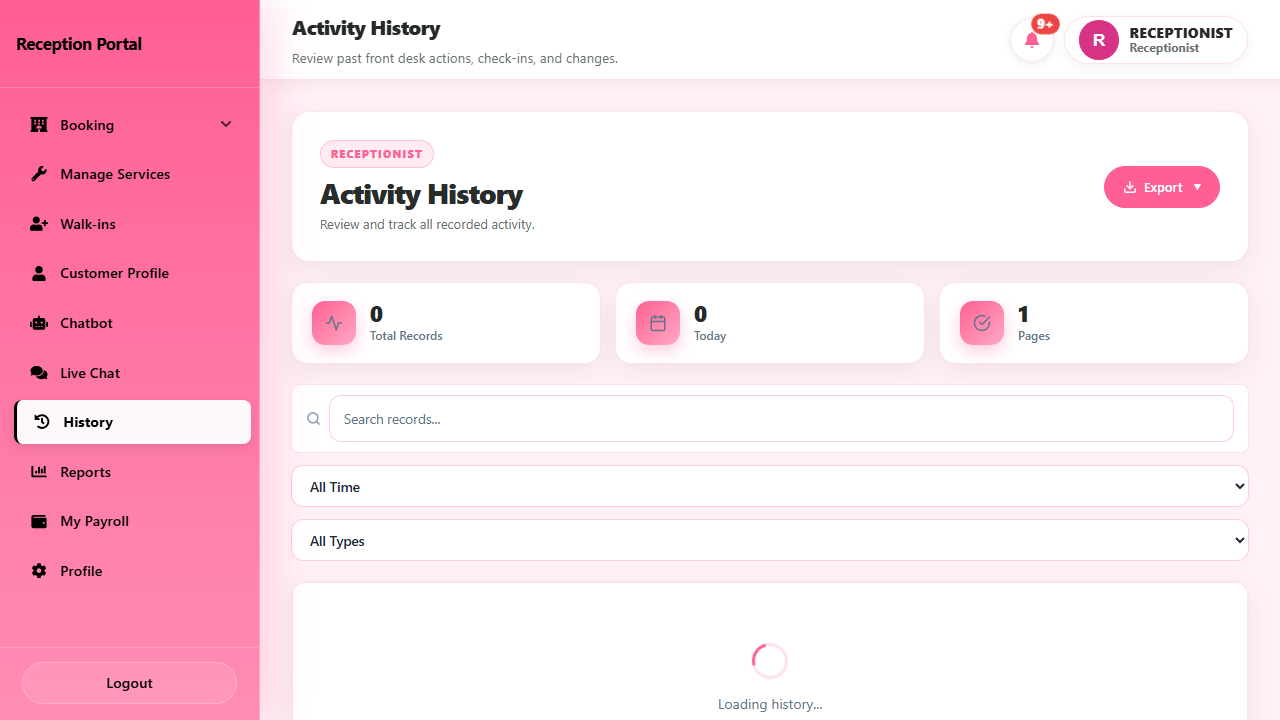 Reception Portal
Booking
Manage Services
Walk-ins
Customer Profile
Chatbot
Live Chat
History
Reports
My Payroll
Profile
Logout
Activity History
Review past front desk actions, check-ins, and changes.
9+
R
RECEPTIONIST
Receptionist
RECEPTIONIST
Activity History
Review and track all recorded activity.
Export
0
Total Records
0
Today
1
Pages
Search records...
All Time
All Types
Loading history...